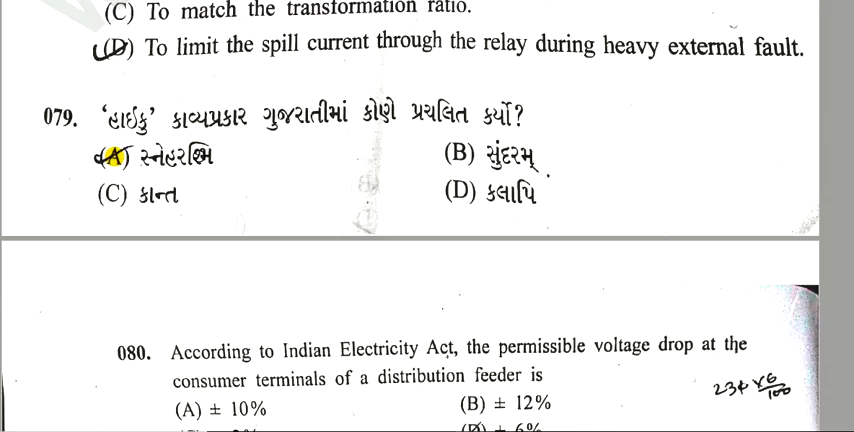 (C) To match the transformation ratio.
(D) To limit the spill current through the relay during heavy external fault.
079. ‘હાઈકુ’ કાવ્યપ્રકાર ગુજરાતીમાં કોણે પ્રચલિત કર્યો?
(A) સ્નેહરશ્મિ (B) સુંદરમ્
(C) કાન્ત (D) કલાપિ
080. According to Indian Electricity Act, the permissible voltage drop at the
consumer terminals of a distribution feeder is
(A) ± 10% (B) ± 12%
(D) ± 6%